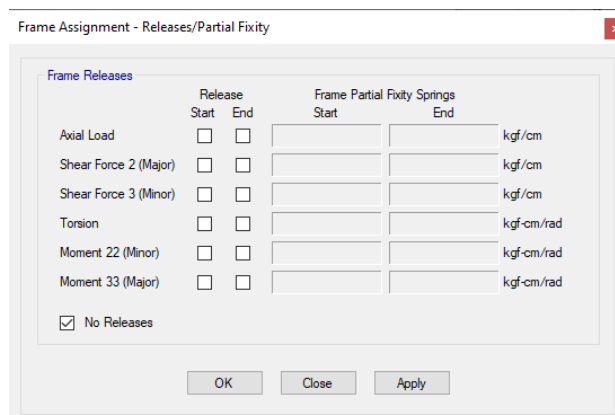 Frame Assignment - Releases/Partial Fixity
Frame Releases
Release Frame Partial Fixity Springs
Start End Start End
Axial Load kgf/cm
Shear Force 2 (Major) kgf/cm
Shear Force 3 (Minor) kgf/cm
Torsion kgf-cm/rad
Moment 22 (Minor) kgf-cm/rad
Moment 33 (Major) kgf-cm/rad
No Releases
OK Close Apply